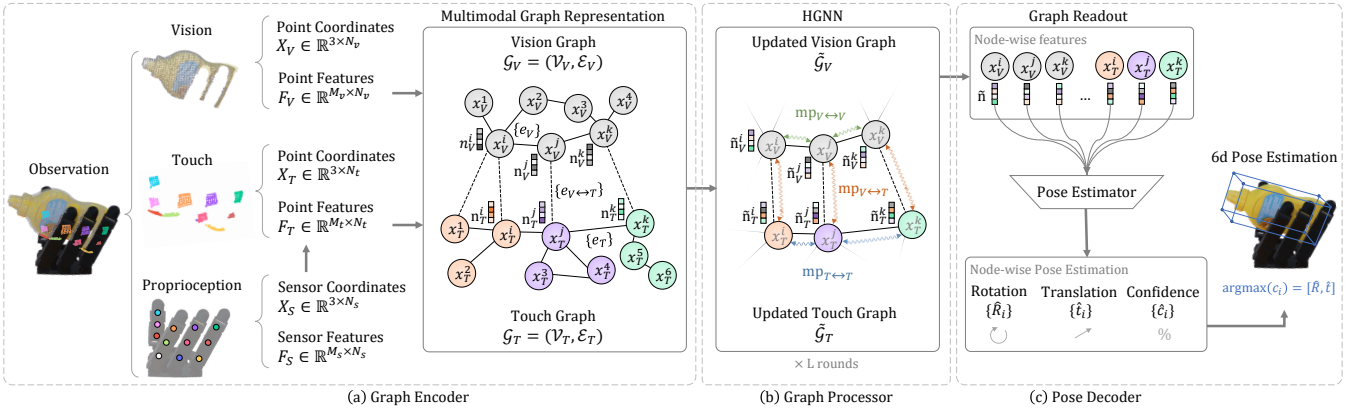 Observation
Vision
Point Coordinates
X_V ∈ ℝ^{3×N_v}
Point Features
F_V ∈ ℝ^{M_v×N_v}
Touch
Point Coordinates
X_T ∈ ℝ^{3×N_t}
Point Features
F_T ∈ ℝ^{M_t×N_t}
Proprioception
Sensor Coordinates
X_S ∈ ℝ^{3×N_s}
Sensor Features
F_S ∈ ℝ^{M_s×N_s}
Multimodal Graph Representation
Vision Graph
𝒢_V = (𝒱_V, ℰ_V)
x_V^1 x_V^2 x_V^3 x_V^4
n_V^i x_V^i {e_V} x_V^j n_V^j x_V^k n_V^k
{e_{V↔T}}
n_T^i n_T^j n_T^k
x_T^1 x_T^i x_T^j {e_T} x_T^k
x_T^2 x_T^3 x_T^4 x_T^5 x_T^6
Touch Graph
𝒢_T = (𝒱_T, ℰ_T)
(a) Graph Encoder
HGNN
Updated Vision Graph
𝒢̃_V
mp_{V↔V}
ñ_V^i x_V^i x_V^j x_V^k
ñ_V^j ñ_V^k
mp_{V↔T}
ñ_T^i ñ_T^j ñ_T^k
x_T^i x_T^j x_T^k
mp_{T↔T}
Updated Touch Graph
𝒢̃_T
× L rounds
(b) Graph Processor
Graph Readout
Node-wise features
x_V^i x_V^j x_V^k x_T^i x_T^j x_T^k
ñ ...
Pose Estimator
Node-wise Pose Estimation
Rotation Translation Confidence
{R̂_i} {t̂_i} {ĉ_i}
%
(c) Pose Decoder
6d Pose Estimation
argmax(c_i) = [R̂, t̂]